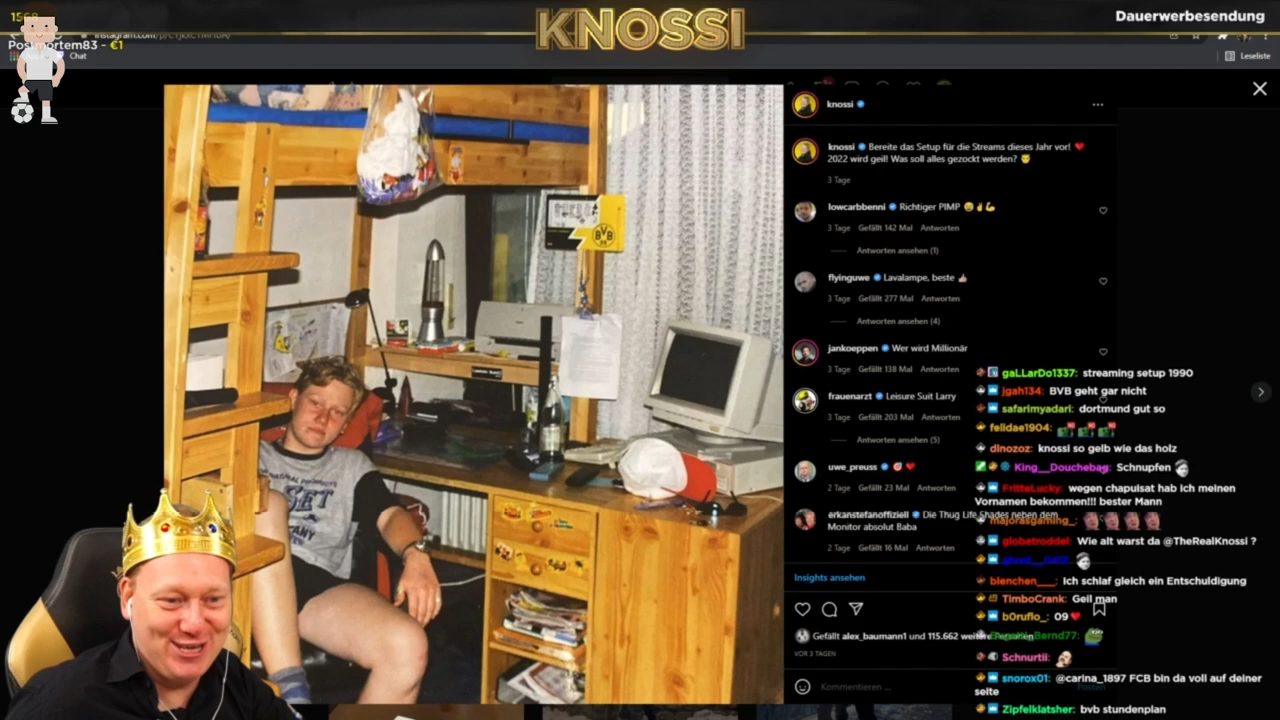 1568
KNOSSI
Dauerwerbesendung
Postmortem83 - €1
Chat
Leseliste
knossi
knossi Bereite das Setup für die Streams dieses Jahr vor! ❤️
2022 wird geil! Was soll alles gezockt werden? 🤯
3 Tage
lowcarbbenni Richtiger PIMP 😄✌️💪
3 Tage Gefällt 142 Mal Antworten
Antworten ansehen (1)
flyinguwe Lavalampe, beste 👍
3 Tage Gefällt 277 Mal Antworten
Antworten ansehen (4)
jankoeppen Wer wird Millionär
3 Tage Gefällt 138 Mal Antworten
frauenarzt Leisure Suit Larry
3 Tage Gefällt 203 Mal Antworten
Antworten ansehen (5)
uwe_preuss 🎯 ❤️
2 Tage Gefällt 23 Mal Antworten
erkanstefanoffiziell Die Thug Life Shades neben dem
Monitor absolut Baba
2 Tage Gefällt 16 Mal Antworten
Insights ansehen
Gefällt alex_baumann1 und 115.662 weitere
VOR 3 TAGEN
Kommentieren ...
Posten
BVB
09
gaLLarDo1337: streaming setup 1990
jgah134: BVB geht gar nicht
safarimyadari: dortmund gut so
felidae1904:
dinozoz: knossi so gelb wie das holz
King__Douchebag: Schnupfen
FritteLucky: wegen chapuisat hab ich meinen
Vornamen bekommen!!! bester Mann
majorasgaming_:
globetroddel: Wie alt warst da @TheRealKnossi ?
bienchen___: Ich schlaf gleich ein Entschuldigung
TimboCrank: Geil man
b0ruflo_: 09 ❤️
Schnurtii:
snorox01: @carina_1897 FCB bin da voll auf deiner
seite
Zipfelklatsher: bvb stundenplan